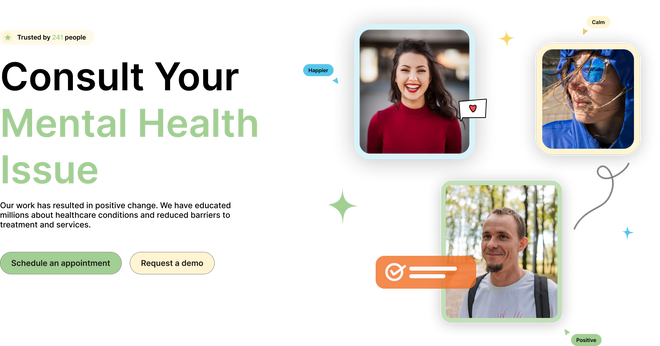 Trusted by 241 people
Consult Your
Mental Health
Issue
Our work has resulted in positive change. We have educated
millions about healthcare conditions and reduced barriers to
treatment and services.
Schedule an appointment
Request a demo
Happier
Calm
Positive